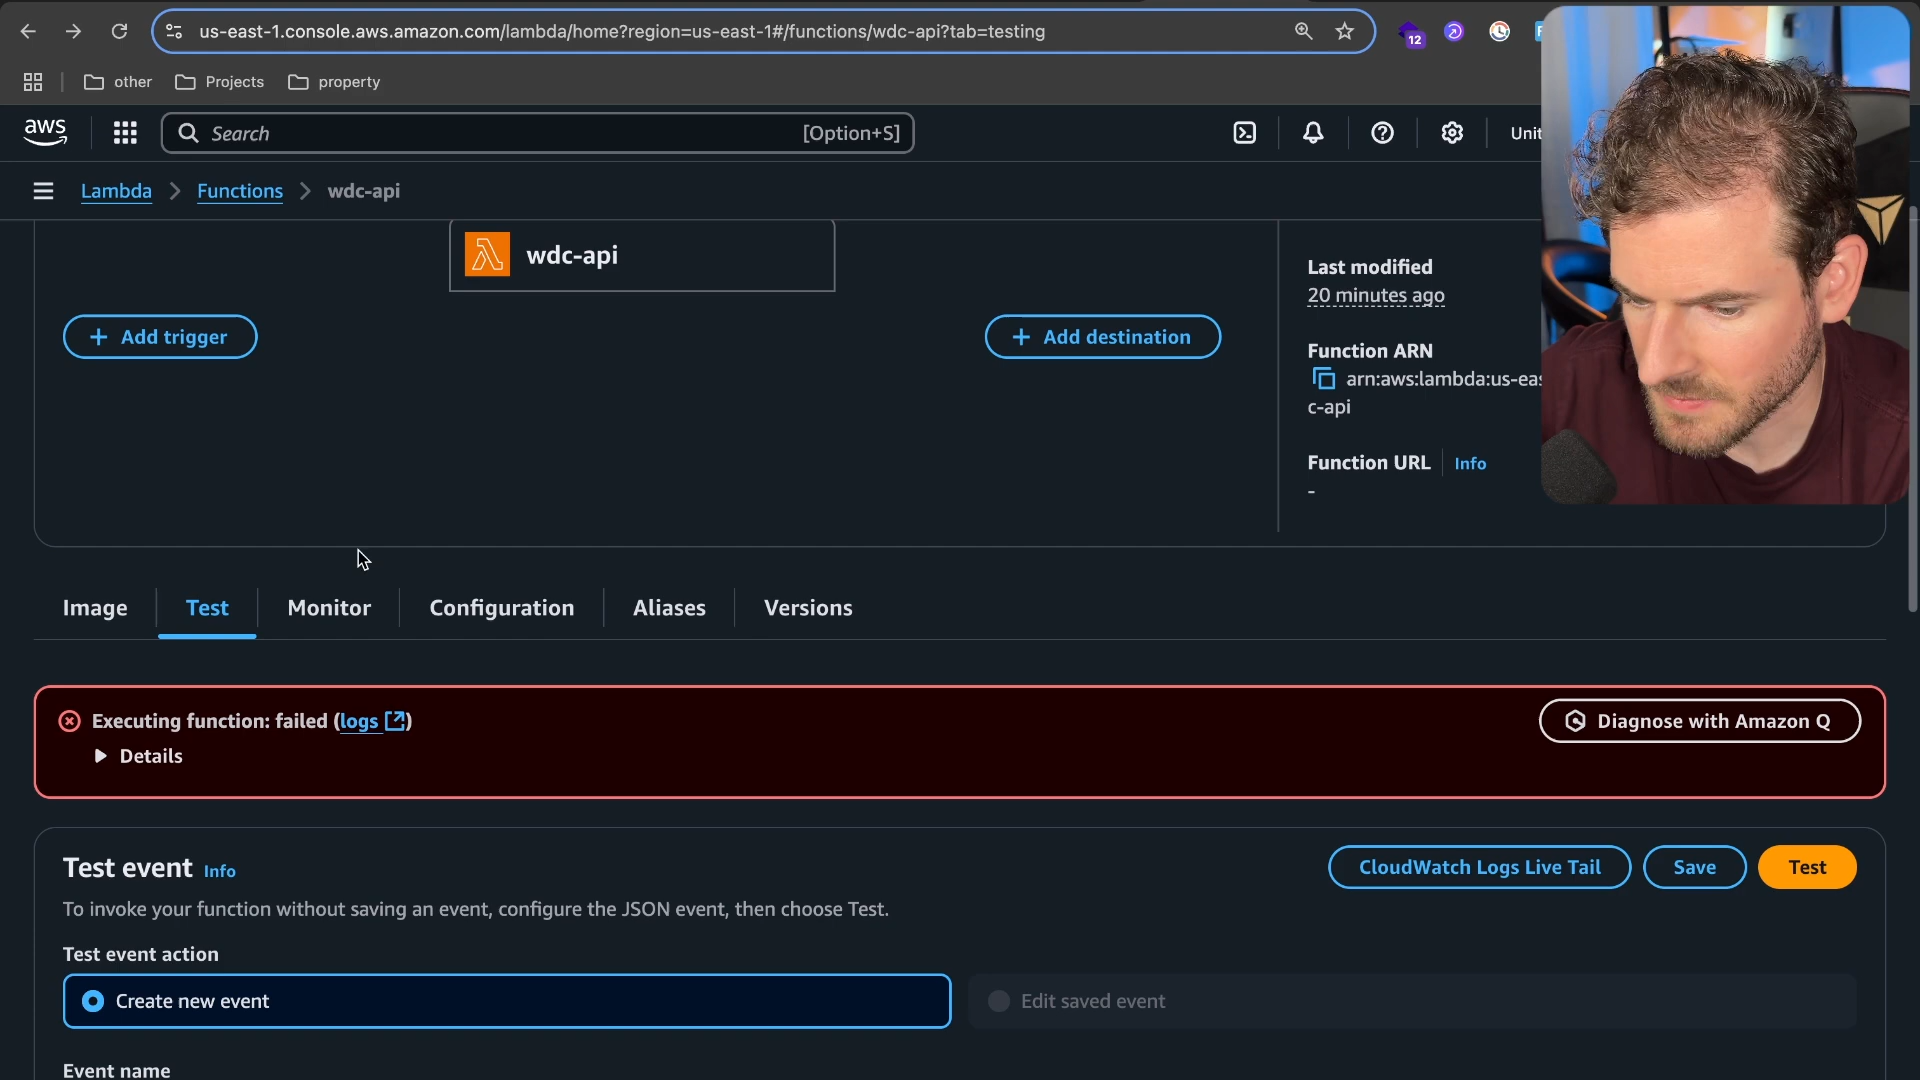 us-east-1.console.aws.amazon.com/lambda/home?region=us-east-1#/functions/wdc-api?tab=testing
12
other
Projects
property
aws
Search
[Option+S]
Lambda
Functions
wdc-api
wdc-api
Add trigger
Add destination
Last modified
20 minutes ago
Function ARN
arn:aws:lambda:us-eas
c-api
Function URL
Info
-
Image
Test
Monitor
Configuration
Aliases
Versions
Executing function: failed (logs)
Details
Diagnose with Amazon Q
Test event Info
CloudWatch Logs Live Tail
Save
Test
To invoke your function without saving an event, configure the JSON event, then choose Test.
Test event action
Create new event
Edit saved event
Event name